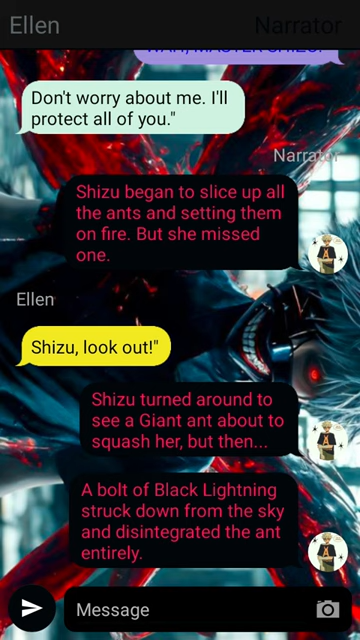 Ellen
Narrator
WAH, MASTER SHIZU!
Don't worry about me. I'll
protect all of you."
Narrator
Shizu began to slice up all
the ants and setting them
on fire. But she missed
one.
Ellen
Shizu, look out!"
Shizu turned around to
see a Giant ant about to
squash her, but then...
A bolt of Black Lightning
struck down from the sky
and disintegrated the ant
entirely.
Message